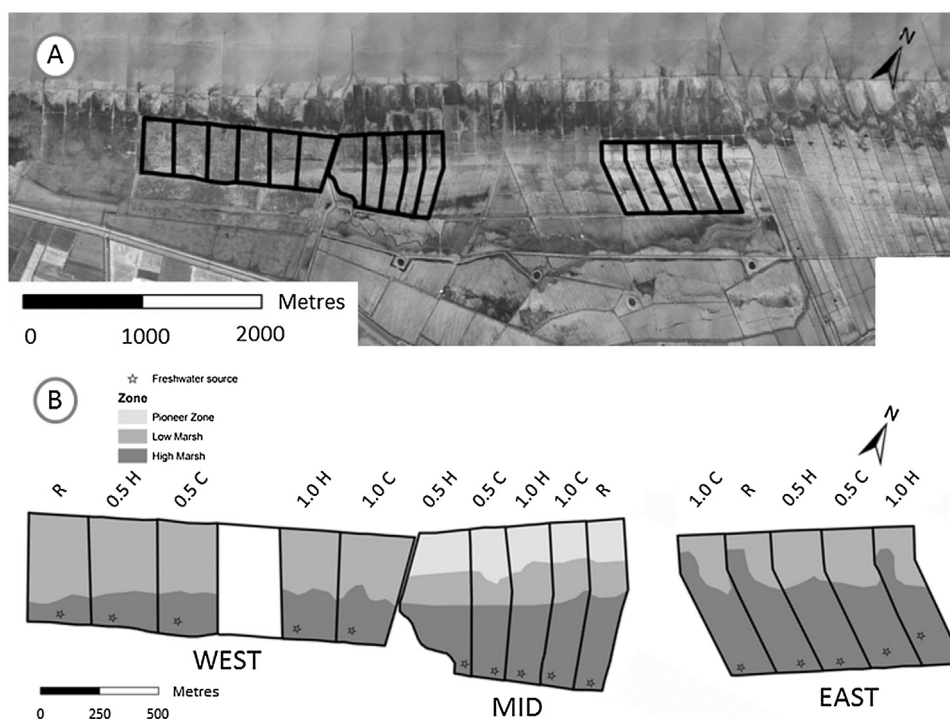 A
N
Metres
0 1000 2000
B
Freshwater source
Zone
Pioneer Zone
Low Marsh
High Marsh
N
R 0.5 H 0.5 C 1.0 H 1.0 C 0.5 H 0.5 C 1.0 H 1.0 C R 1.0 C R 0.5 H 0.5 C 1.0 H
WEST
MID
EAST
Metres
0 250 500